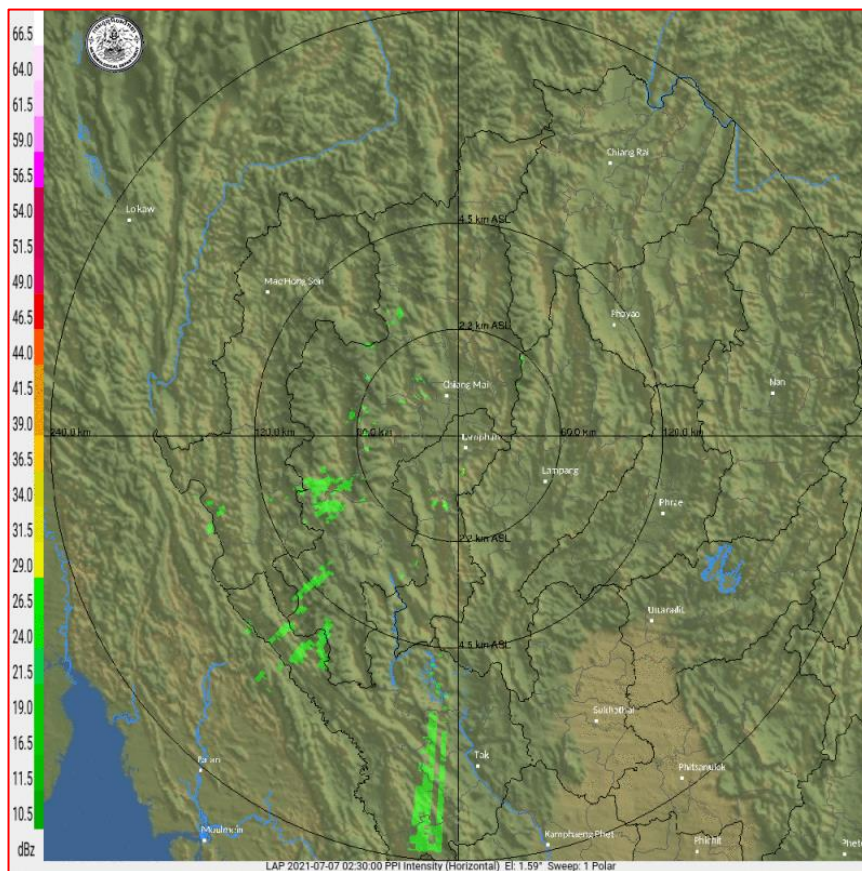 66.5
64.0
61.5
59.0
56.5
54.0
51.5
49.0
46.5
44.0
41.5
39.0
36.5
34.0
31.5
29.0
26.5
24.0
21.5
19.0
16.5
11.5
10.5
dBz
Chiang Rai
Loikaw
4.5 km ASL
Mae Hong Son
Phayao
2.2 km ASL
Chiang Mai
Nan
240.0 km
120.0 km
60.0 km
60.0 km
120.0 km
Lamphun
Lampang
Phrae
2.2 km ASL
Uttaradit
4.5 km ASL
Sukhothai
Tak
Pa'an
Phitsanulok
Moulmein
Kamphaeng Phet
Phichit
Phetc
LAP 2021-07-07 02:30:00 PPI Intensity (Horizontal) El: 1.59° Sweep: 1 Polar